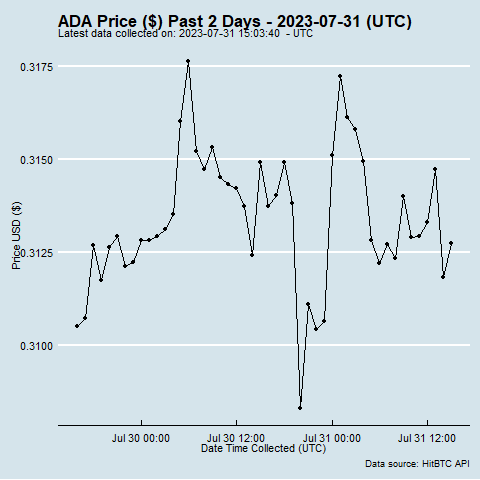 ADA Price ($) Past 2 Days - 2023-07-31 (UTC)
Latest data collected on: 2023-07-31 15:03:40 - UTC
0.3175
0.3150
0.3125
0.3100
Price USD ($)
Jul 30 00:00
Jul 30 12:00
Jul 31 00:00
Jul 31 12:00
Date Time Collected (UTC)
Data source: HitBTC API